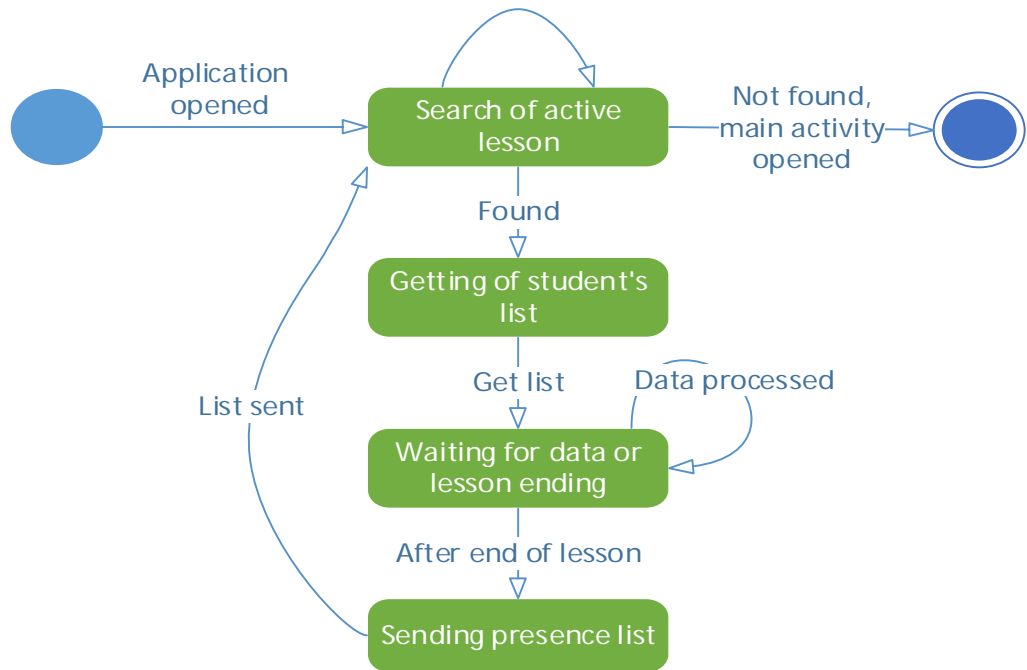 Application
opened
Search of active
lesson
Not found,
main activity
opened
Found
Getting of student's
list
Get list
Data processed
List sent
Waiting for data or
lesson ending
After end of lesson
Sending presence list